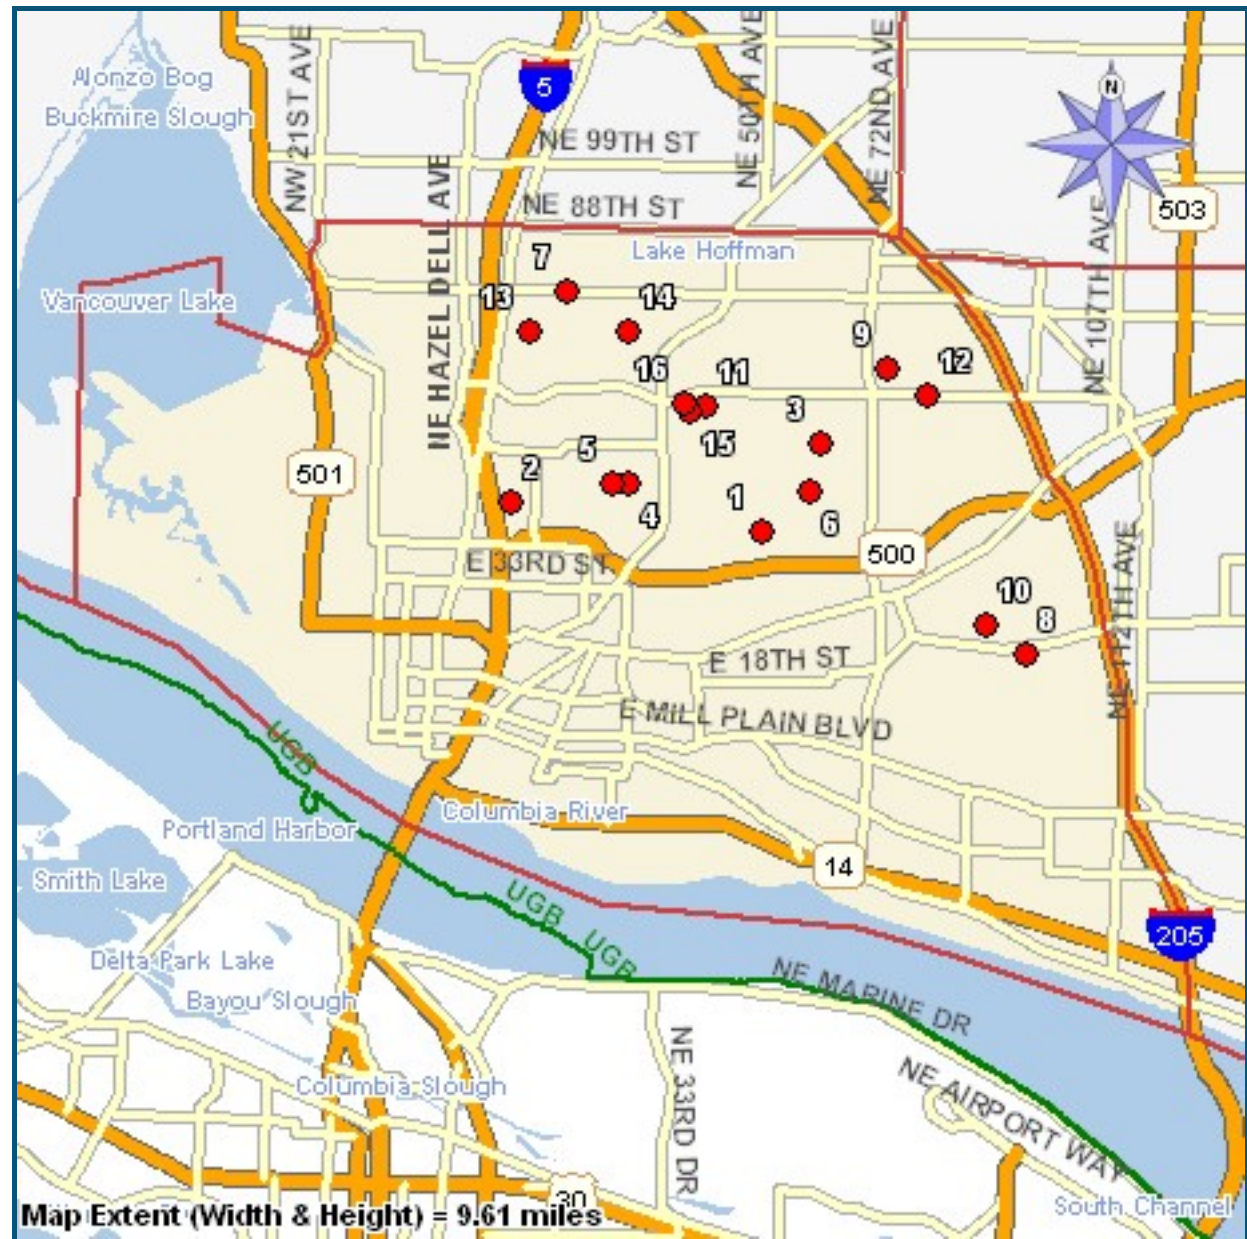 Alonzo Bog
Buckmire Slough
NW 21ST AVE
5
NE 50TH AVE
NE 72ND AVE
N
NE 99TH ST
NE HAZEL DELL AVE
NE 88TH ST
503
NE 107TH AVE
Lake Hoffman
7
Vancouver Lake
13
14
9
16
11
12
3
15
5
2
501
4
1
6
500
E 33RD ST
NE 112TH AVE
10
8
E 18TH ST
E MILL PLAIN BLVD
UGB
Columbia River
Portland Harbor
14
Smith Lake
UGB
205
UGB
Delta Park Lake
NE MARINE DR
Bayou Slough
Columbia Slough
NE 33RD DR
NE AIRPORT WAY
30
South Channel
Map Extent (Width & Height) = 9.61 miles